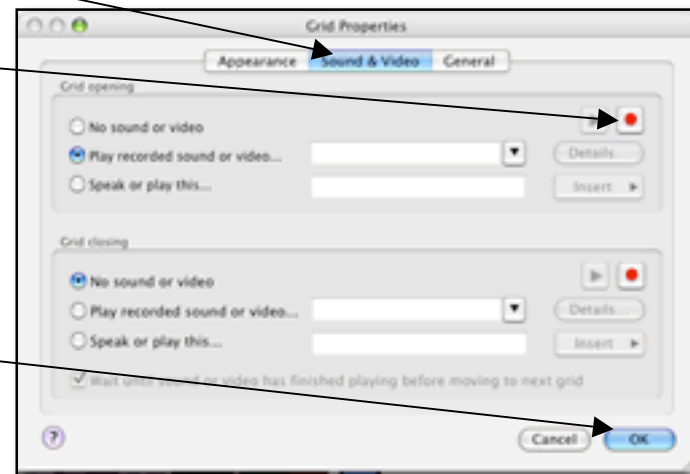 Grid Properties
Appearance Sound & Video General
Grid opening
No sound or video
Play recorded sound or video...
Details...
Speak or play this...
Insert
Grid closing
No sound or video
Play recorded sound or video...
Details...
Speak or play this...
Insert
Wait until sound or video has finished playing before moving to next grid
? Cancel OK